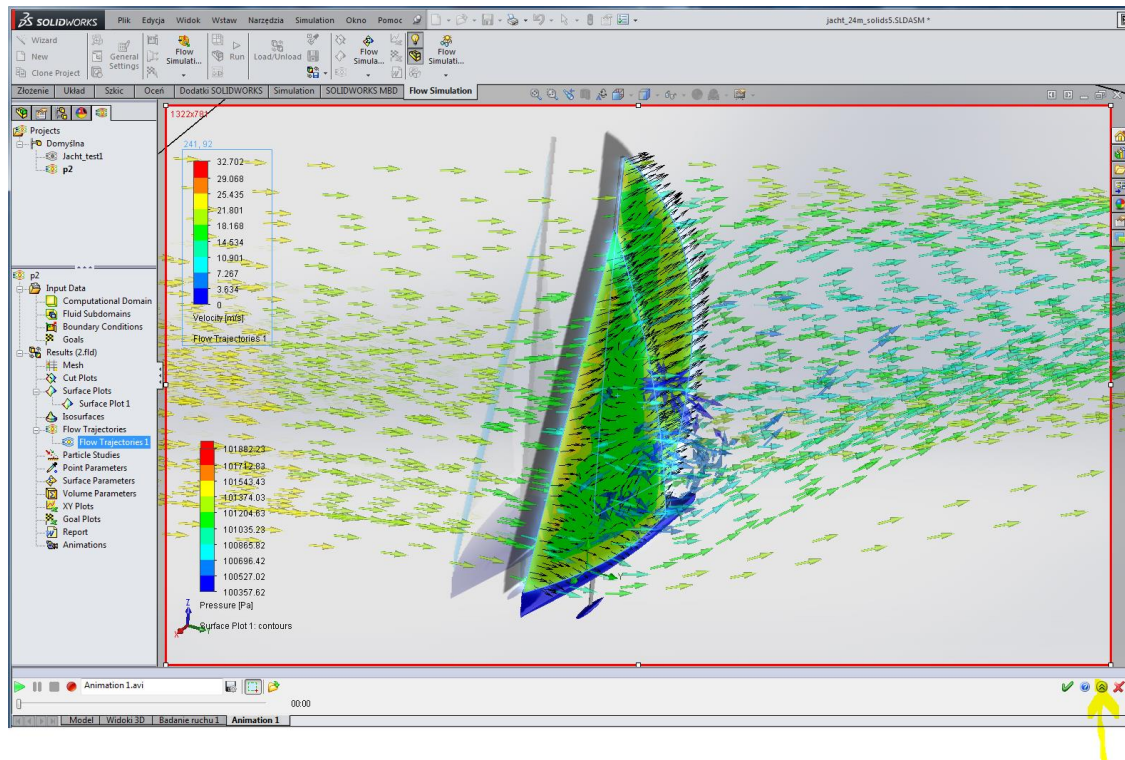 SOLIDWORKS Plik Edycja Widok Wstaw Narzędzia Simulation Okno Pomoc jacht_24m_solids5.SLDASM *
Wizard
New
Clone Project
General Settings
Flow Simulati...
Run
Load/Unload
Flow Simula...
Flow Simulati...
Złożenie Układ Szkic Oceń Dodatki SOLIDWORKS Simulation SOLIDWORKS MBD Flow Simulation
Projects
Domyślna
Jacht_test1
p2
p2
Input Data
Computational Domain
Fluid Subdomains
Boundary Conditions
Goals
Results (2.fld)
Mesh
Cut Plots
Surface Plots
Surface Plot 1
Isosurfaces
Flow Trajectories
Flow Trajectories 1
Particle Studies
Point Parameters
Surface Parameters
Volume Parameters
XY Plots
Goal Plots
Report
Animations
1322x781
241, 92
32.702
29.068
25.435
21.801
18.168
14.534
10.901
7.267
3.634
0
Velocity [m/s]
Flow Trajectories 1
101882.23
101712.83
101543.43
101374.03
101204.63
101035.23
100865.82
100696.42
100527.02
100357.62
Pressure [Pa]
Surface Plot 1: contours
Z
X
Y
Y
Animation 1.avi
00:00
Model Widoki 3D Badanie ruchu 1 Animation 1